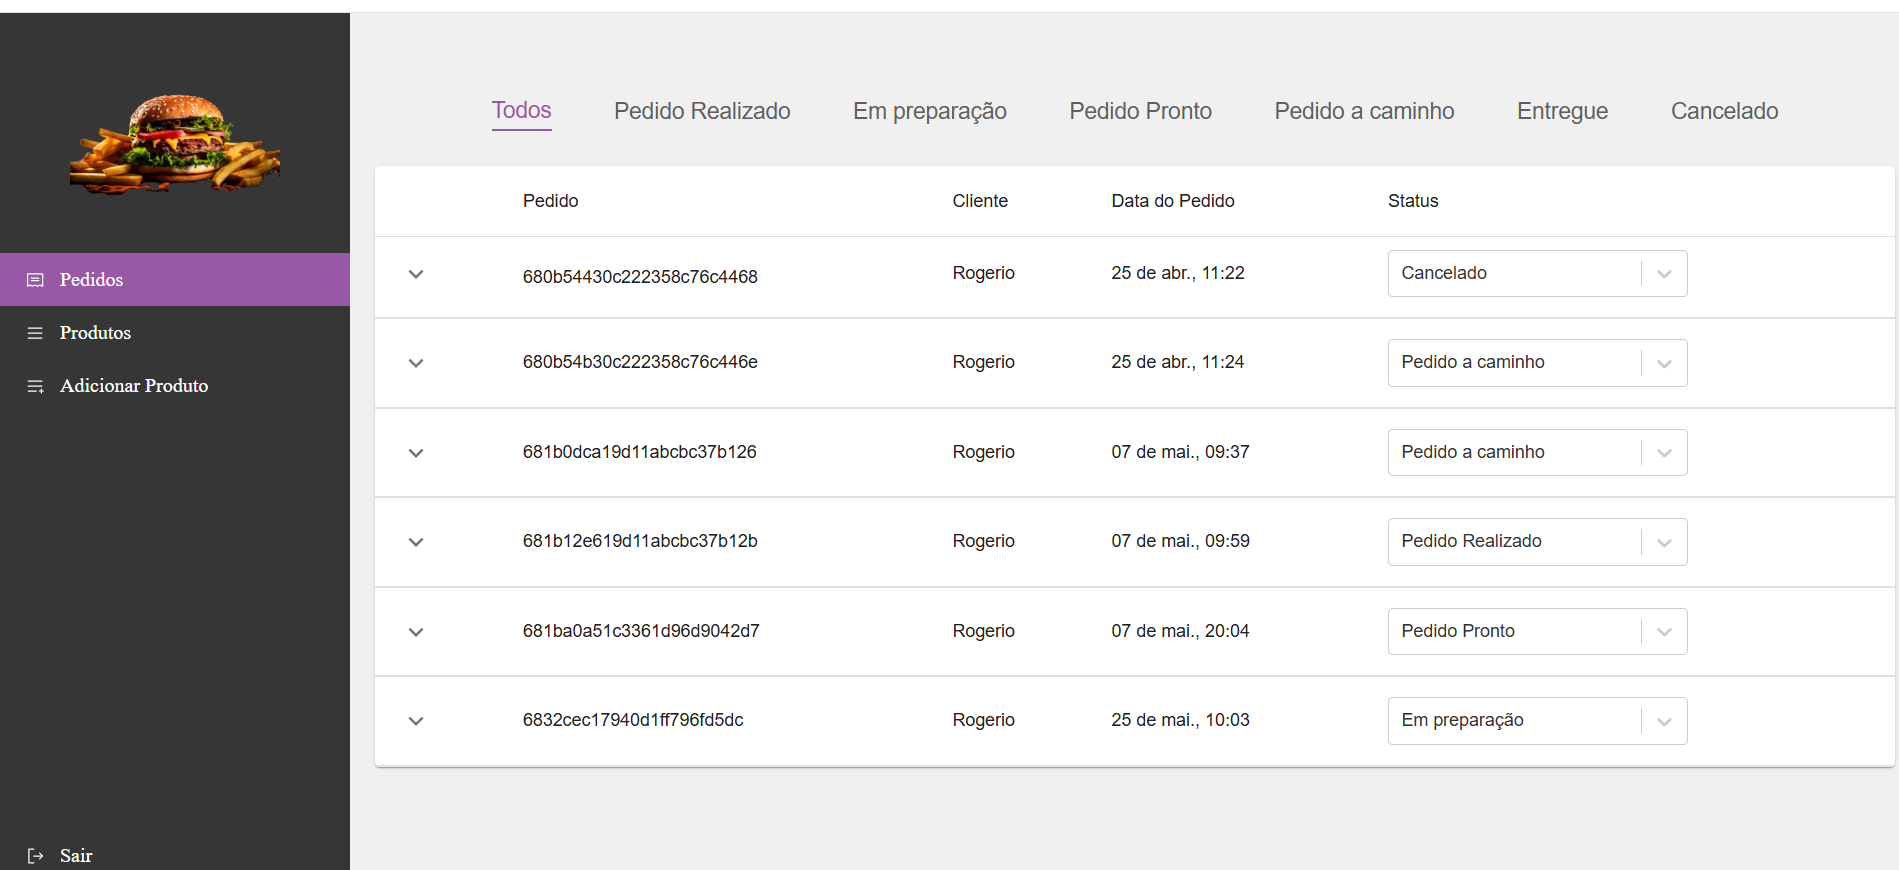 Todos Pedido Realizado Em preparação Pedido Pronto Pedido a caminho Entregue Cancelado
Pedidos
Produtos
Adicionar Produto
Sair
Pedido Cliente Data do Pedido Status
680b54430c222358c76c4468 Rogerio 25 de abr., 11:22 Cancelado
680b54b30c222358c76c446e Rogerio 25 de abr., 11:24 Pedido a caminho
681b0dca19d11abcbc37b126 Rogerio 07 de mai., 09:37 Pedido a caminho
681b12e619d11abcbc37b12b Rogerio 07 de mai., 09:59 Pedido Realizado
681ba0a51c3361d96d9042d7 Rogerio 07 de mai., 20:04 Pedido Pronto
6832cec17940d1ff796fd5dc Rogerio 25 de mai., 10:03 Em preparação